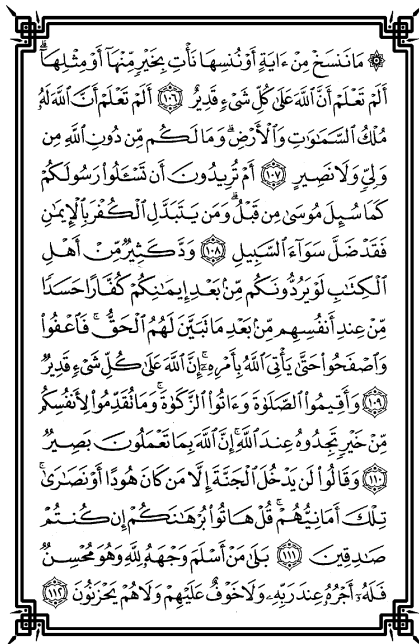 ۞ مَا نَنسَخْ مِنْ ءَايَةٍ أَوْ نُنسِهَا نَأْتِ بِخَيْرٍ مِّنْهَآ أَوْ مِثْلِهَآ ۗ
أَلَمْ تَعْلَمْ أَنَّ ٱللَّهَ عَلَىٰ كُلِّ شَىْءٍ قَدِيرٌ ١٠٦ أَلَمْ تَعْلَمْ أَنَّ ٱللَّهَ لَهُۥ
مُلْكُ ٱلسَّمَٰوَٰتِ وَٱلْأَرْضِ ۗ وَمَا لَكُم مِّن دُونِ ٱللَّهِ مِن
وَلِىٍّ وَلَا نَصِيرٍ ١٠٧ أَمْ تُرِيدُونَ أَن تَسْـَٔلُوا۟ رَسُولَكُمْ
كَمَا سُئِلَ مُوسَىٰ مِن قَبْلُ ۗ وَمَن يَتَبَدَّلِ ٱلْكُفْرَ بِٱلْإِيمَٰنِ
فَقَدْ ضَلَّ سَوَآءَ ٱلسَّبِيلِ ١٠٨ وَدَّ كَثِيرٌ مِّنْ أَهْلِ
ٱلْكِتَٰبِ لَوْ يَرُدُّونَكُم مِّنۢ بَعْدِ إِيمَٰنِكُمْ كُفَّارًا حَسَدًا
مِّنْ عِندِ أَنفُسِهِم مِّنۢ بَعْدِ مَا تَبَيَّنَ لَهُمُ ٱلْحَقُّ ۖ فَٱعْفُوا۟
وَٱصْفَحُوا۟ حَتَّىٰ يَأْتِىَ ٱللَّهُ بِأَمْرِهِۦٓ ۗ إِنَّ ٱللَّهَ عَلَىٰ كُلِّ شَىْءٍ قَدِيرٌ
١٠٩ وَأَقِيمُوا۟ ٱلصَّلَوٰةَ وَءَاتُوا۟ ٱلزَّكَوٰةَ ۚ وَمَا تُقَدِّمُوا۟ لِأَنفُسِكُم
مِّنْ خَيْرٍ تَجِدُوهُ عِندَ ٱللَّهِ ۗ إِنَّ ٱللَّهَ بِمَا تَعْمَلُونَ بَصِيرٌ
١١٠ وَقَالُوا۟ لَن يَدْخُلَ ٱلْجَنَّةَ إِلَّا مَن كَانَ هُودًا أَوْ نَصَٰرَىٰ ۗ
تِلْكَ أَمَانِيُّهُمْ ۗ قُلْ هَاتُوا۟ بُرْهَٰنَكُمْ إِن كُنتُمْ
صَٰدِقِينَ ١١١ بَلَىٰ مَنْ أَسْلَمَ وَجْهَهُۥ لِلَّهِ وَهُوَ مُحْسِنٌ
فَلَهُۥٓ أَجْرُهُۥ عِندَ رَبِّهِۦ وَلَا خَوْفٌ عَلَيْهِمْ وَلَا هُمْ يَحْزَنُونَ ١١٢